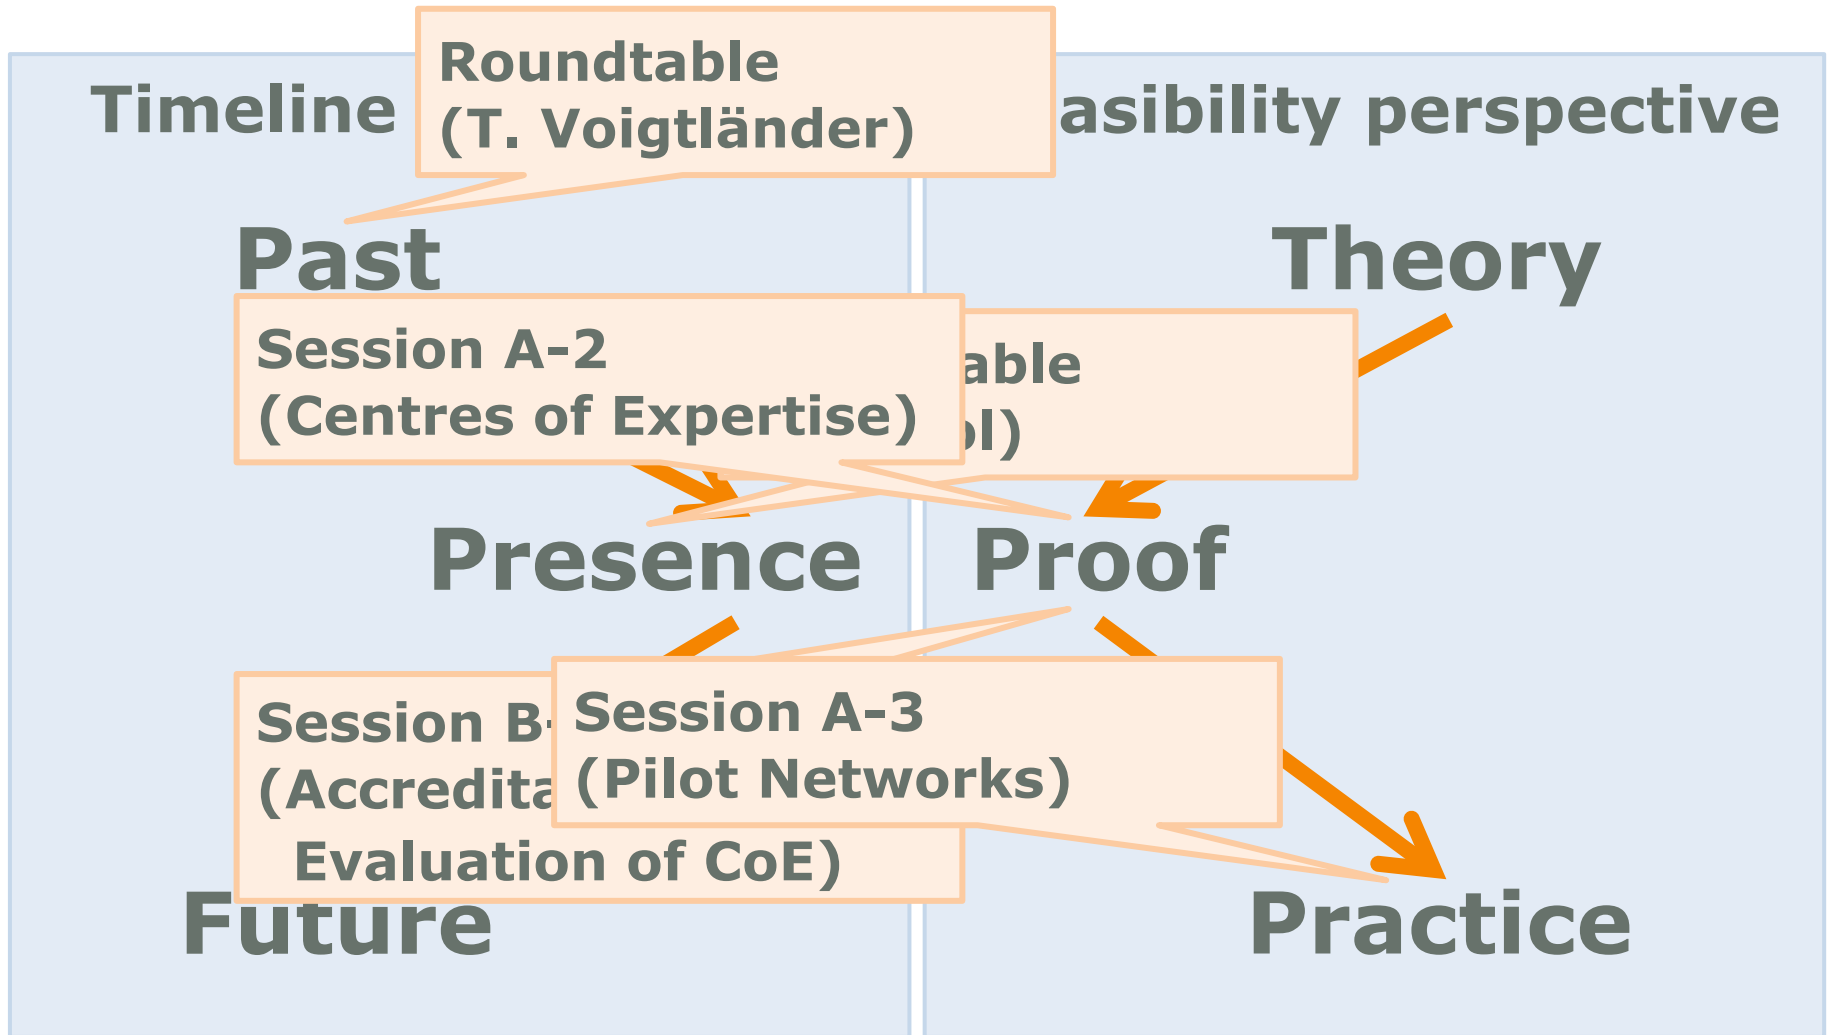 Roundtable
(T. Voigtländer)
Timeline
asibility perspective
Past
Theory
Session A-2
(Centres of Expertise)
able
ol)
Presence
Proof
Session B-
(Accredita
Evaluation of CoE)
Session A-3
(Pilot Networks)
Future
Practice